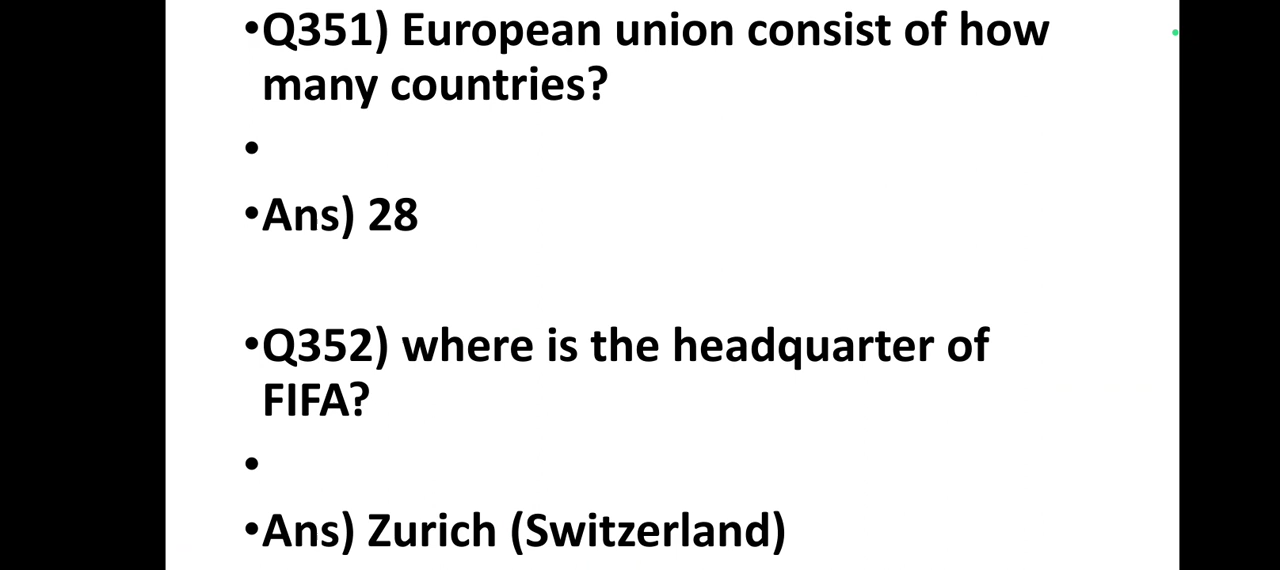 •Q351) European union consist of how
many countries?
•
•Ans) 28
•Q352) where is the headquarter of
FIFA?
•
•Ans) Zurich (Switzerland)